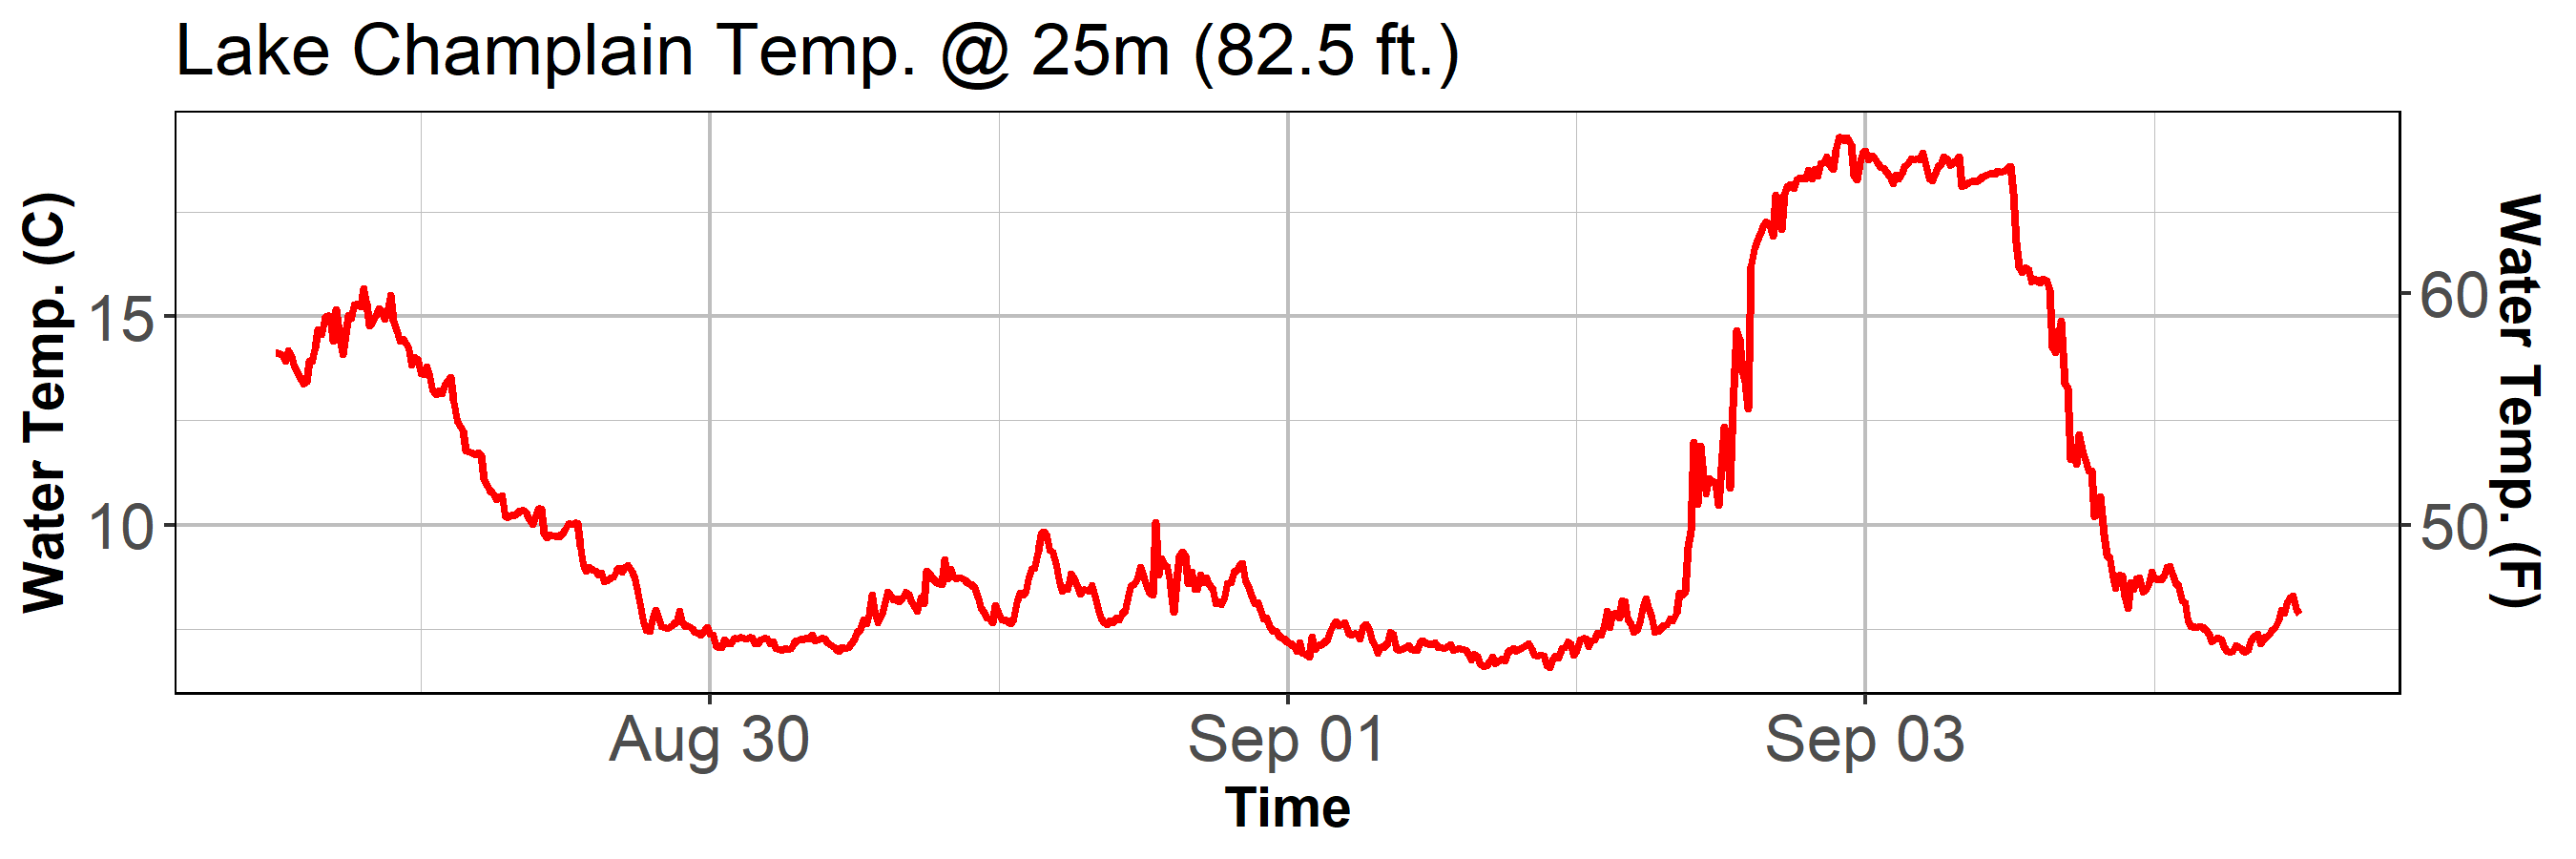 Lake Champlain Temp. @ 25m (82.5 ft.)
Water Temp. (C)
15
10
60
50
Water Temp. (F)
Aug 30
Sep 01
Sep 03
Time